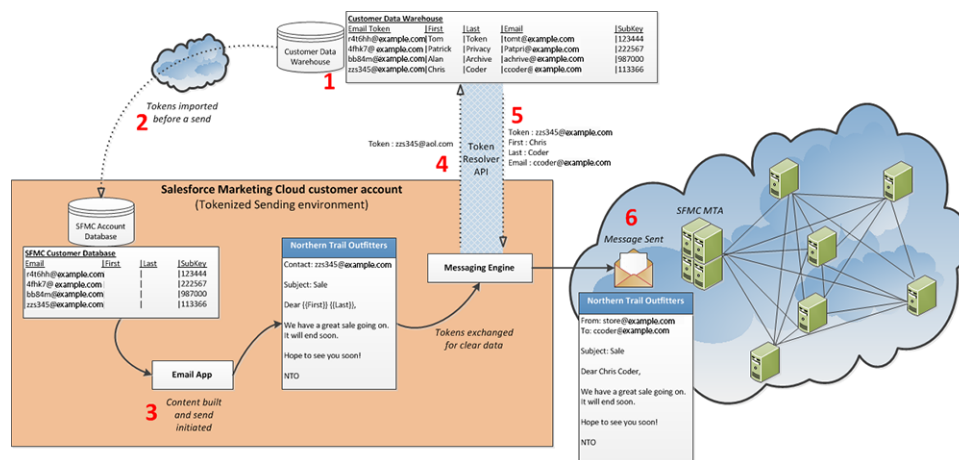 Customer Data Warehouse
Email Token |First |Last |Email |SubKey
r4t6hh@example.com|Tom |Token |tomt@example.com |123444
4fhk7@example.com |Patrick |Privacy |Patpri@example.com |222567
bb84m@example.com |Alan |Archive |achrive@example.com |987000
zzs345@example.com|Chris |Coder |ccoder@example.com |113366
Customer Data
Warehouse
1
2
Tokens imported
before a send
4
Token : zzs345@aol.com
Token
Resolver
API
5
Token : zzs345@example.com
First : Chris
Last : Coder
Email : ccoder@example.com
Salesforce Marketing Cloud customer account
(Tokenized Sending environment)
SFMC Account
Database
SFMC Customer Database
Email |First |Last |SubKey
r4t6hh@example.com | |123444
4fhk7@example.com | |222567
bb84m@example.com | |987000
zzs345@example.com | |113366
Email App
3
Content built
and send
initiated
Northern Trail Outfitters
Contact: zzs345@example.com
Subject: Sale
Dear {{First}} {{Last}},
We have a great sale going on.
It will end soon.
Hope to see you soon!
NTO
Messaging Engine
Tokens exchanged
for clear data
6
Message Sent
SFMC MTA
Northern Trail Outfitters
From: store@example.com
To: ccoder@example.com
Subject: Sale
Dear Chris Coder,
We have a great sale going on.
It will end soon.
Hope to see you soon!
NTO